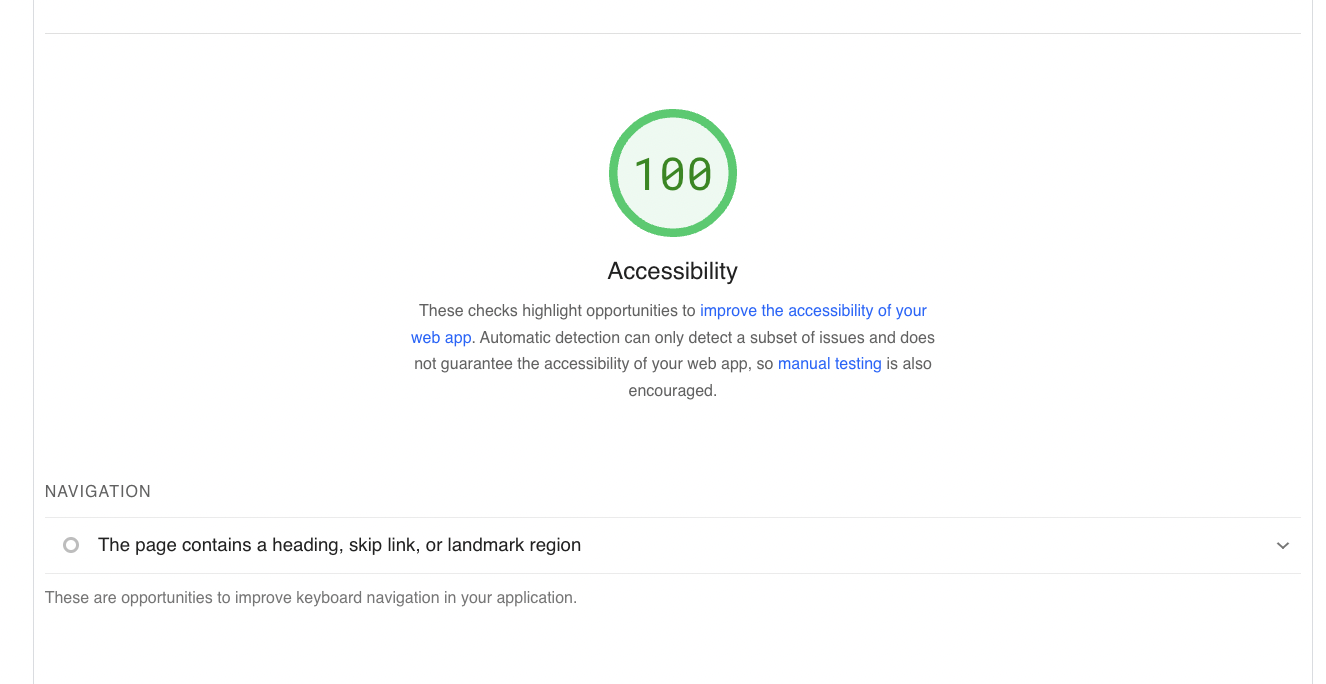 100
Accessibility
These checks highlight opportunities to improve the accessibility of your
web app. Automatic detection can only detect a subset of issues and does
not guarantee the accessibility of your web app, so manual testing is also
encouraged.
NAVIGATION
The page contains a heading, skip link, or landmark region
These are opportunities to improve keyboard navigation in your application.